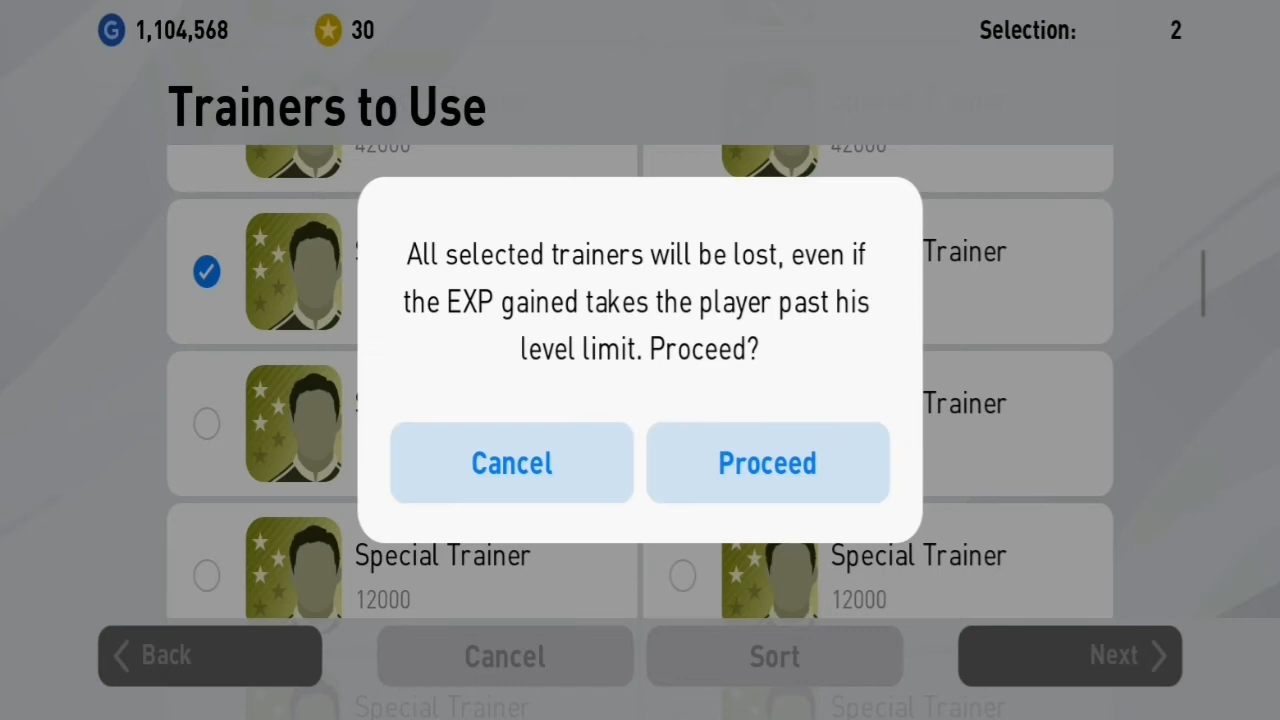 G 1,104,568 30 Selection: 2
Trainers to Use
42000 42000
Trainer
All selected trainers will be lost, even if
the EXP gained takes the player past his
level limit. Proceed?
Trainer
Cancel Proceed
Special Trainer Special Trainer
12000 12000
Back Cancel Sort Next
Special Trainer Special Trainer